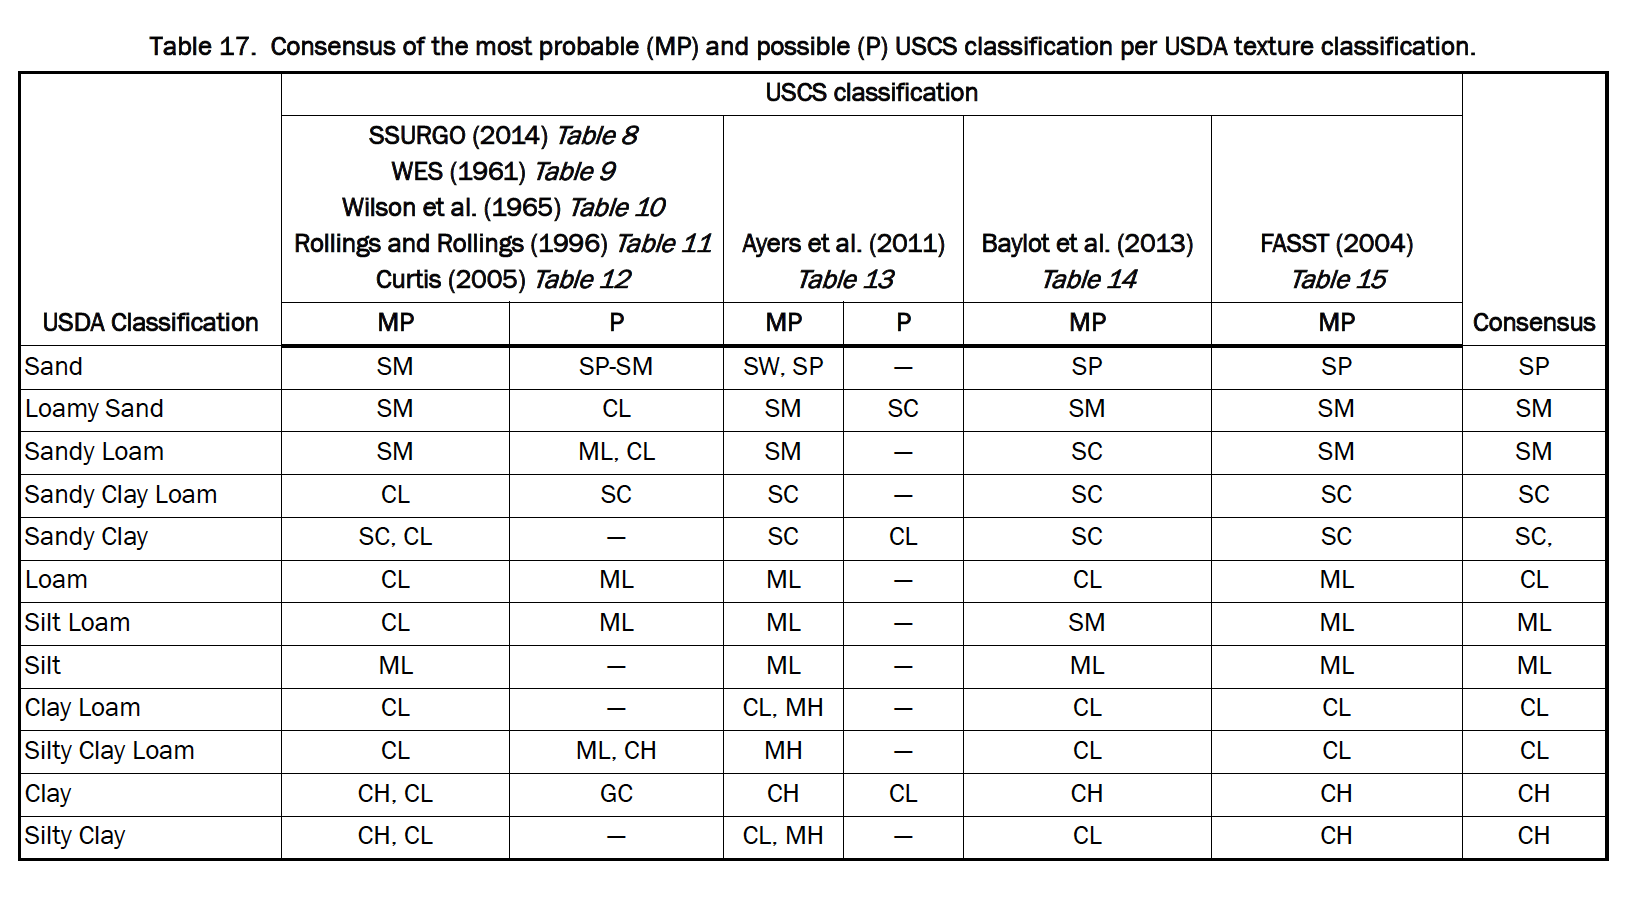 Table 17. Consensus of the most probable (MP) and possible (P) USCS classification per USDA texture classification.
USCS classification
SSURGO (2014) Table 8
WES (1961) Table 9
Wilson et al. (1965) Table 10
Rollings and Rollings (1996) Table 11 Ayers et al. (2011) Baylot et al. (2013) FASST (2004)
Curtis (2005) Table 12 Table 13 Table 14 Table 15
USDA Classification MP P MP P MP MP Consensus
Sand SM SP-SM SW, SP — SP SP SP
Loamy Sand SM CL SM SC SM SM SM
Sandy Loam SM ML, CL SM — SC SM SM
Sandy Clay Loam CL SC SC — SC SC SC
Sandy Clay SC, CL — SC CL SC SC SC,
Loam CL ML ML — CL ML CL
Silt Loam CL ML ML — SM ML ML
Silt ML — ML — ML ML ML
Clay Loam CL — CL, MH — CL CL CL
Silty Clay Loam CL ML, CH MH — CL CL CL
Clay CH, CL GC CH CL CH CH CH
Silty Clay CH, CL — CL, MH — CL CH CH